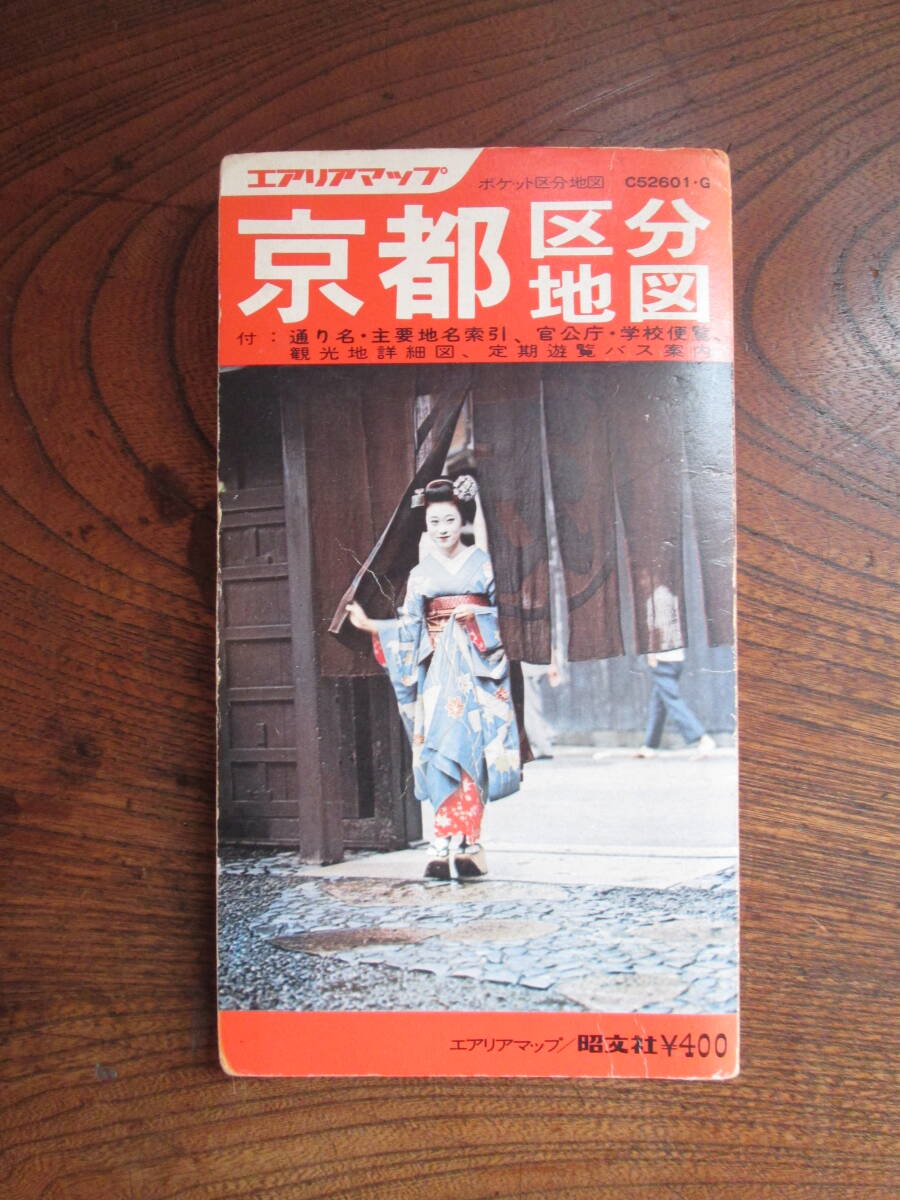 エアリアマップ
ポケット区分地図 C52601・G
京都区分地図
付：通り名・主要地名索引、官公庁・学校便覧、
観光地詳細図、定期遊覧バス案内
エアリアマップ/昭文社¥400